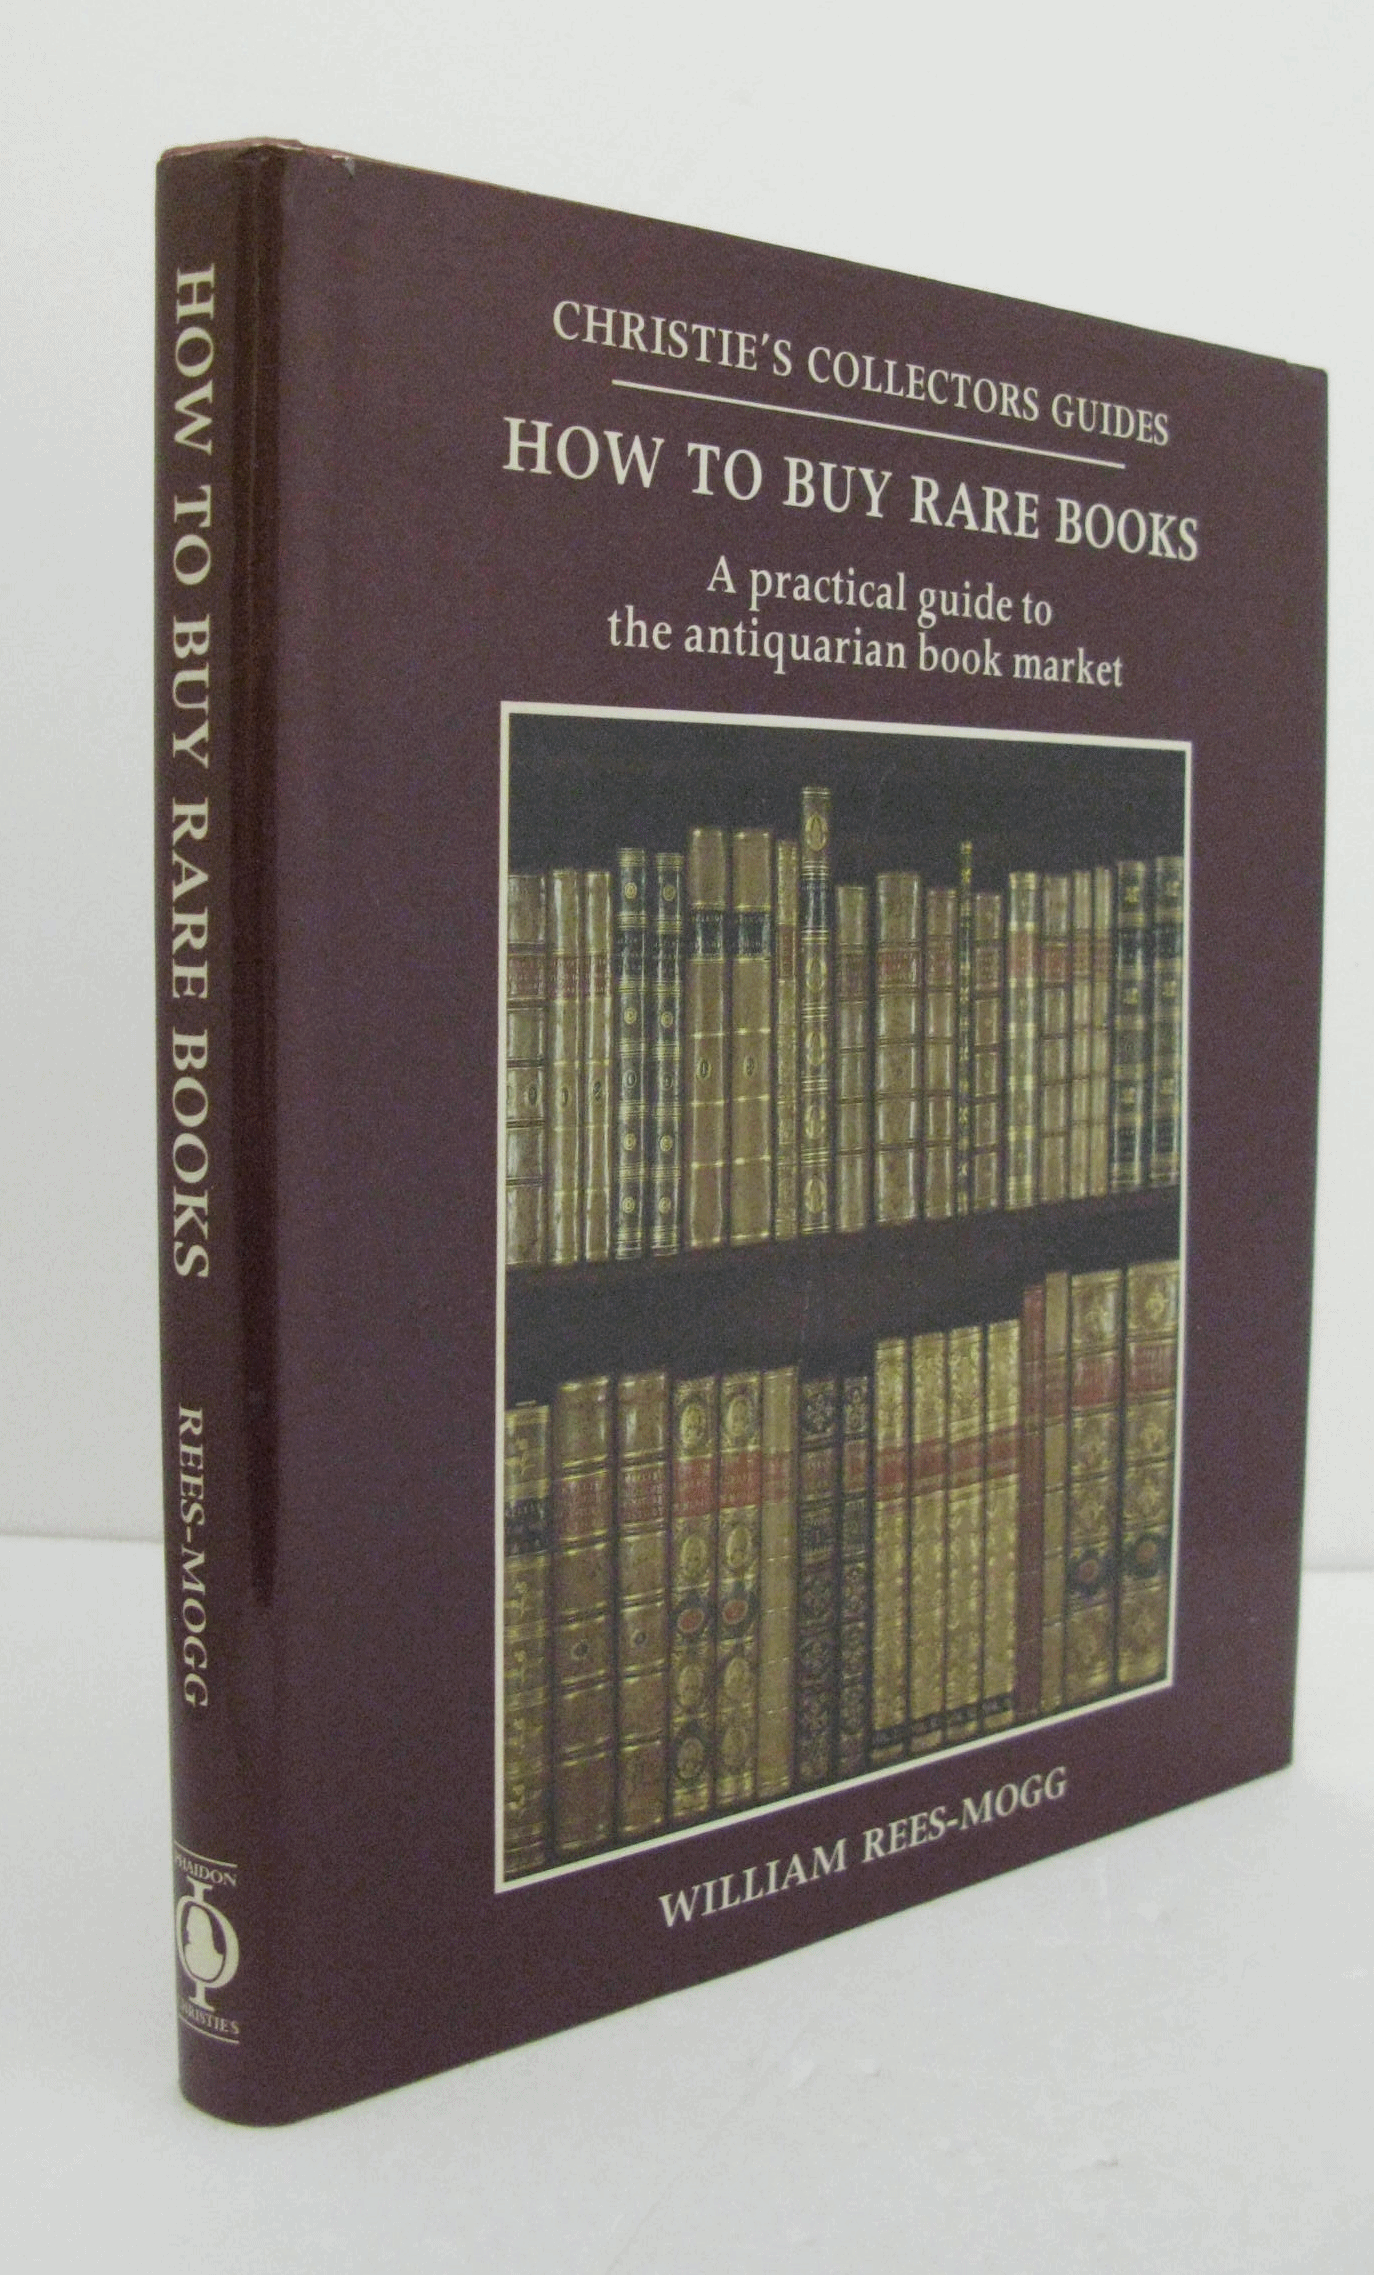 HOW TO BUY RARE BOOKS REES-MOGG
PHAIDON
CHRISTIE'S
CHRISTIE'S COLLECTORS GUIDES
HOW TO BUY RARE BOOKS
A practical guide to
the antiquarian book market
WILLIAM REES-MOGG